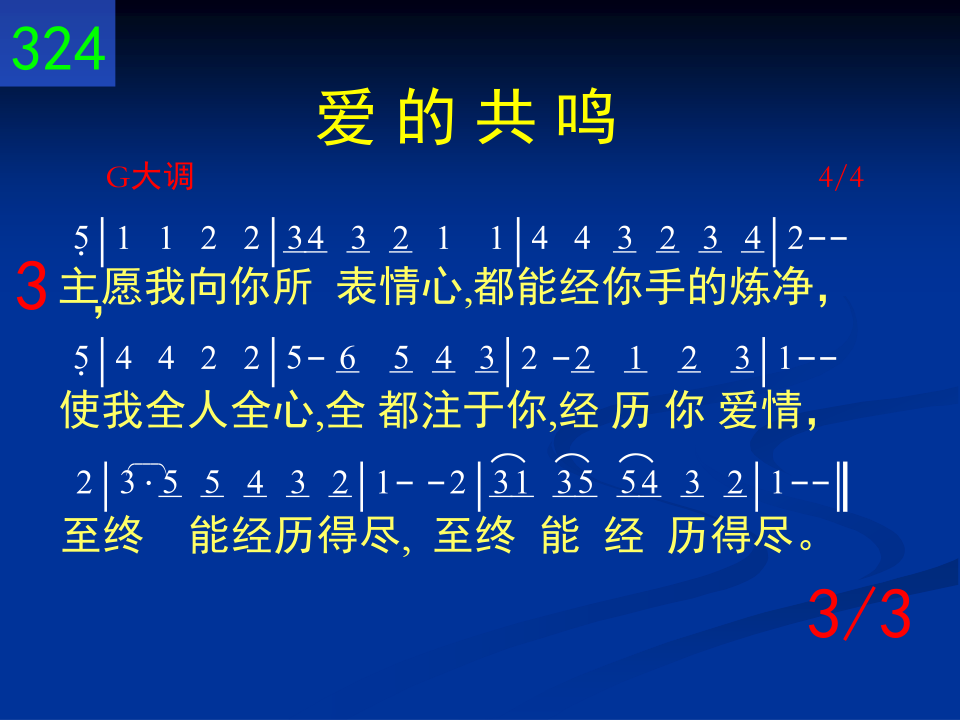 324
爱的共鸣
G大调 4/4
5̣|1 1 2 2|34 3 2 1 1|4 4 3 2 3 4|2--
3 主,愿我向你所 表情心,都能经你手的炼净,
5̣|4 4 2 2|5- 6 5 4 3|2 -2 1 2 3|1--
使我全人全心,全 都注于你,经 历 你 爱情,
2|3·5 5 4 3 2|1- -2|31 35 54 3 2|1--‖
至终 能经历得尽, 至终 能 经 历得尽。
3/3